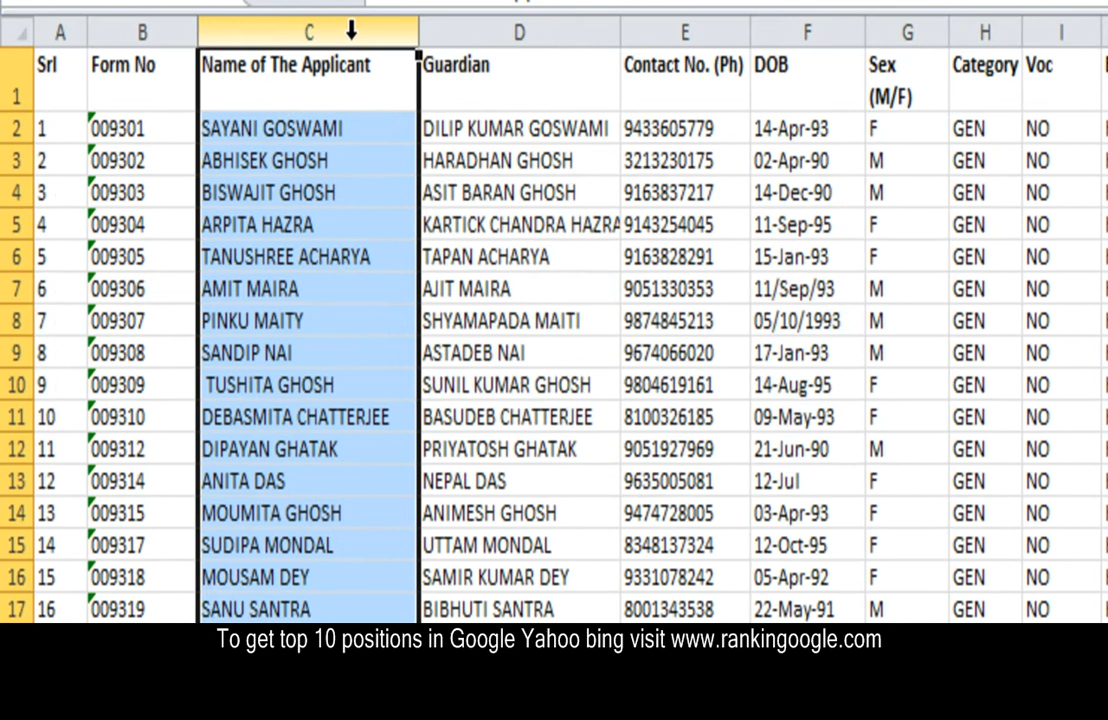 A B C D E F G H I
1 Srl Form No Name of The Applicant Guardian Contact No. (Ph) DOB Sex (M/F) Category Voc
2 1 009301 SAYANI GOSWAMI DILIP KUMAR GOSWAMI 9433605779 14-Apr-93 F GEN NO
3 2 009302 ABHISEK GHOSH HARADHAN GHOSH 3213230175 02-Apr-90 M GEN NO
4 3 009303 BISWAJIT GHOSH ASIT BARAN GHOSH 9163837217 14-Dec-90 M GEN NO
5 4 009304 ARPITA HAZRA KARTICK CHANDRA HAZRA 9143254045 11-Sep-95 F GEN NO
6 5 009305 TANUSHREE ACHARYA TAPAN ACHARYA 9163828291 15-Jan-93 F GEN NO
7 6 009306 AMIT MAIRA AJIT MAIRA 9051330353 11/Sep/93 M GEN NO
8 7 009307 PINKU MAITY SHYAMAPADA MAITI 9874845213 05/10/1993 M GEN NO
9 8 009308 SANDIP NAI ASTADEB NAI 9674066020 17-Jan-93 M GEN NO
10 9 009309 TUSHITA GHOSH SUNIL KUMAR GHOSH 9804619161 14-Aug-95 F GEN NO
11 10 009310 DEBASMITA CHATTERJEE BASUDEB CHATTERJEE 8100326185 09-May-93 F GEN NO
12 11 009312 DIPAYAN GHATAK PRIYATOSH GHATAK 9051927969 21-Jun-90 M GEN NO
13 12 009314 ANITA DAS NEPAL DAS 9635005081 12-Jul F GEN NO
14 13 009315 MOUMITA GHOSH ANIMESH GHOSH 9474728005 03-Apr-93 F GEN NO
15 14 009317 SUDIPA MONDAL UTTAM MONDAL 8348137324 12-Oct-95 F GEN NO
16 15 009318 MOUSAM DEY SAMIR KUMAR DEY 9331078242 05-Apr-92 F GEN NO
17 16 009319 SANU SANTRA BIBHUTI SANTRA 8001343538 22-May-91 M GEN NO
To get top 10 positions in Google Yahoo bing visit www.rankingoogle.com